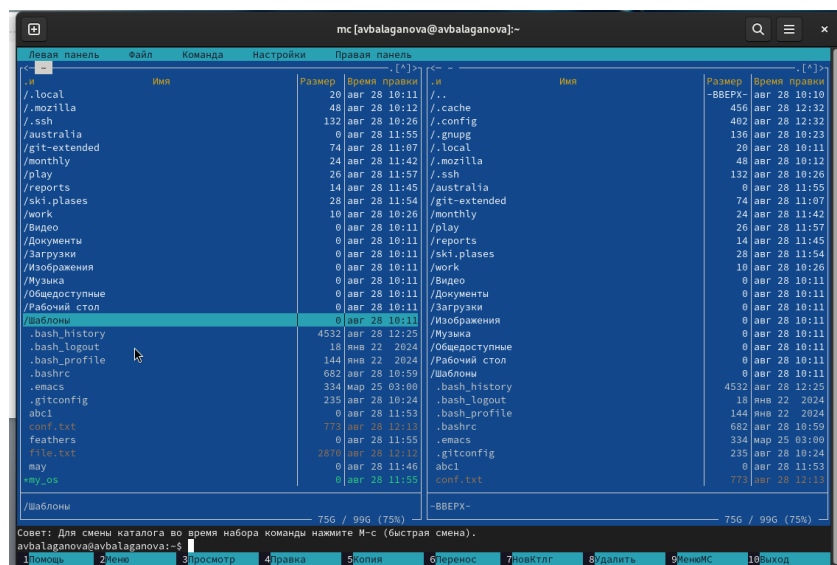 mc [avbalaganova@avbalaganova]:~
Левая панель Файл Команда Настройки Правая панель
<- ~ .[^]> <- ~ .[^]>
.и Имя Размер Время правки .и Имя Размер Время правки
/.local 20 авг 28 10:11 /.. -ВВЕРХ- авг 28 10:10
/.mozilla 48 авг 28 10:12 /.cache 456 авг 28 12:32
/.ssh 132 авг 28 10:26 /.config 402 авг 28 12:32
/australia 0 авг 28 11:55 /.gnupg 136 авг 28 10:23
/git-extended 74 авг 28 11:07 /.local 20 авг 28 10:11
/monthly 24 авг 28 11:42 /.mozilla 48 авг 28 10:12
/play 26 авг 28 11:57 /.ssh 132 авг 28 10:26
/reports 14 авг 28 11:45 /australia 0 авг 28 11:55
/ski.plases 28 авг 28 11:54 /git-extended 74 авг 28 11:07
/work 10 авг 28 10:26 /monthly 24 авг 28 11:42
/Видео 0 авг 28 10:11 /play 26 авг 28 11:57
/Документы 0 авг 28 10:11 /reports 14 авг 28 11:45
/Загрузки 0 авг 28 10:11 /ski.plases 28 авг 28 11:54
/Изображения 0 авг 28 10:11 /work 10 авг 28 10:26
/Музыка 0 авг 28 10:11 /Видео 0 авг 28 10:11
/Общедоступные 0 авг 28 10:11 /Документы 0 авг 28 10:11
/Рабочий стол 0 авг 28 10:11 /Загрузки 0 авг 28 10:11
/Шаблоны 0 авг 28 10:11 /Изображения 0 авг 28 10:11
.bash_history 4532 авг 28 12:25 /Музыка 0 авг 28 10:11
.bash_logout 18 янв 22 2024 /Общедоступные 0 авг 28 10:11
.bash_profile 144 янв 22 2024 /Рабочий стол 0 авг 28 10:11
.bashrc 682 авг 28 10:59 /Шаблоны 0 авг 28 10:11
.emacs 334 мар 25 03:00 .bash_history 4532 авг 28 12:25
.gitconfig 235 авг 28 10:24 .bash_logout 18 янв 22 2024
abc1 0 авг 28 11:53 .bash_profile 144 янв 22 2024
conf.txt 773 авг 28 12:13 .bashrc 682 авг 28 10:59
feathers 0 авг 28 11:55 .emacs 334 мар 25 03:00
file.txt 2870 авг 28 12:12 .gitconfig 235 авг 28 10:24
may 0 авг 28 11:46 abc1 0 авг 28 11:53
*my_os 0 авг 28 11:55 conf.txt 773 авг 28 12:13
/Шаблоны -ВВЕРХ-
75G / 99G (75%) 75G / 99G (75%)
Совет: Для смены каталога во время набора команды нажмите M-c (быстрая смена).
avbalaganova@avbalaganova:~$
1Помощь 2Меню 3Просмотр 4Правка 5Копия 6Перенос 7НовКтлг 8Удалить 9МенюМС 10Выход